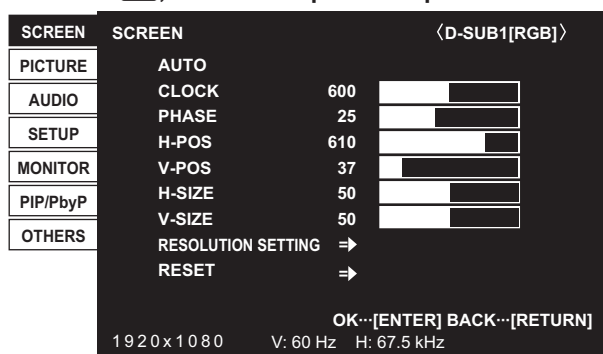 SCREEN
PICTURE
AUDIO
SETUP
MONITOR
PIP/PbyP
OTHERS
SCREEN 〈D-SUB1[RGB]〉
AUTO
CLOCK 600
PHASE 25
H-POS 610
V-POS 37
H-SIZE 50
V-SIZE 50
RESOLUTION SETTING ⇒
RESET ⇒
OK···[ENTER] BACK···[RETURN]
1920x1080 V: 60 Hz H: 67.5 kHz